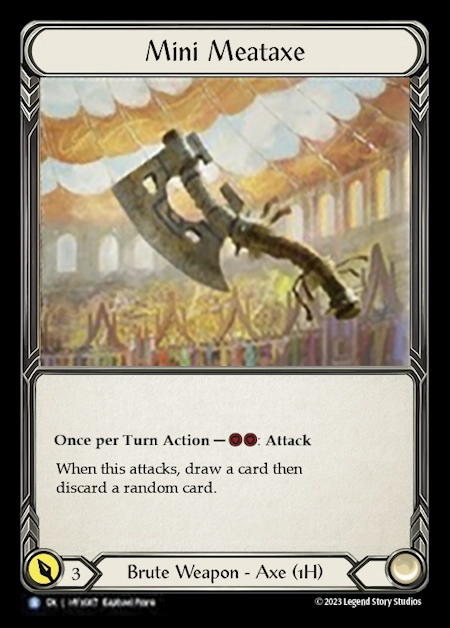 Mini Meataxe
Once per Turn Action — : Attack
When this attacks, draw a card then
discard a random card.
3
Brute Weapon - Axe (1H)
© 2023 Legend Story Studios